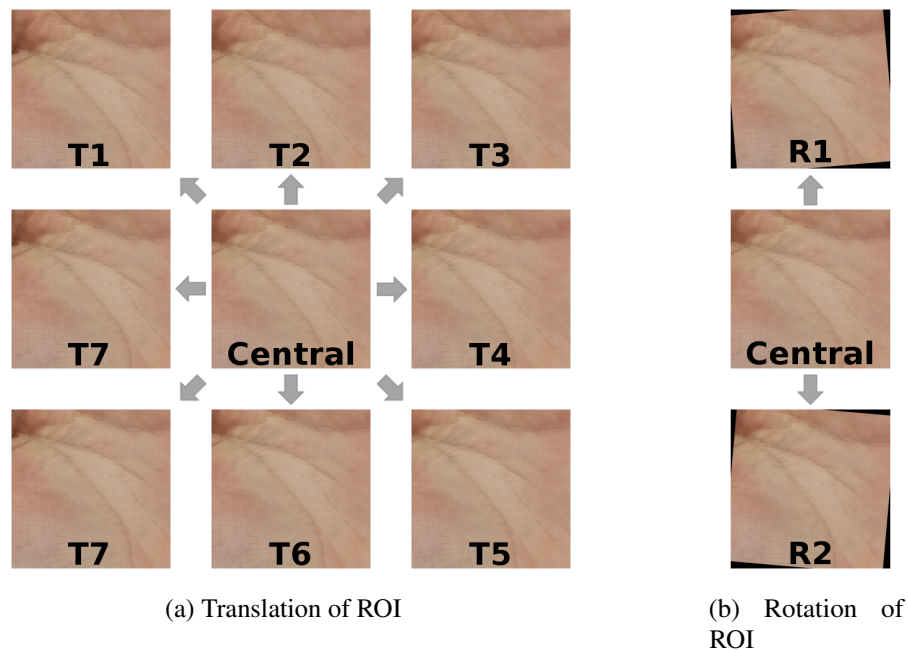 T1 T2 T3 R1
T7 Central T4 Central
T7 T6 T5 R2
(a) Translation of ROI
(b) Rotation of
ROI